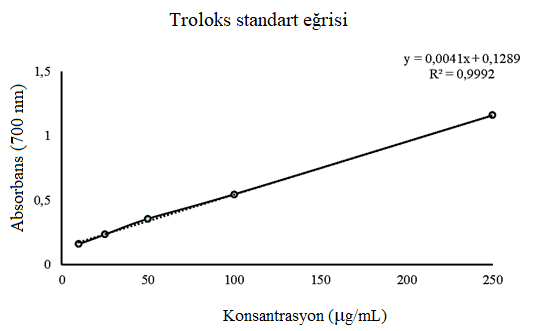 Troloks standart eğrisi
y = 0,0041x+0,1289
R² = 0,9992
Absorbans (700 nm)
1,5
1
0,5
0
0 50 100 150 200 250
Konsantrasyon (µg/mL)